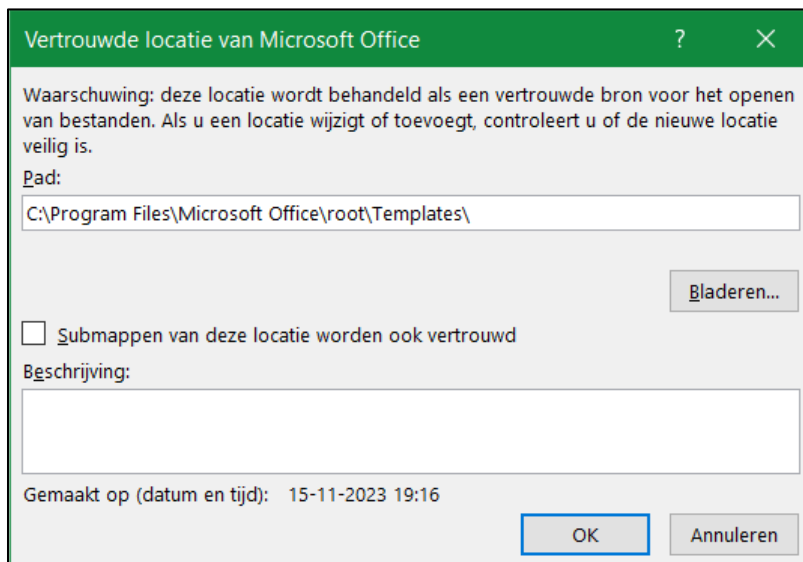 Vertrouwde locatie van Microsoft Office ? ×
Waarschuwing: deze locatie wordt behandeld als een vertrouwde bron voor het openen
van bestanden. Als u een locatie wijzigt of toevoegt, controleert u of de nieuwe locatie
veilig is.
Pad:
C:\Program Files\Microsoft Office\root\Templates\
Bladeren...
Submappen van deze locatie worden ook vertrouwd
Beschrijving:
Gemaakt op (datum en tijd): 15-11-2023 19:16
OK Annuleren